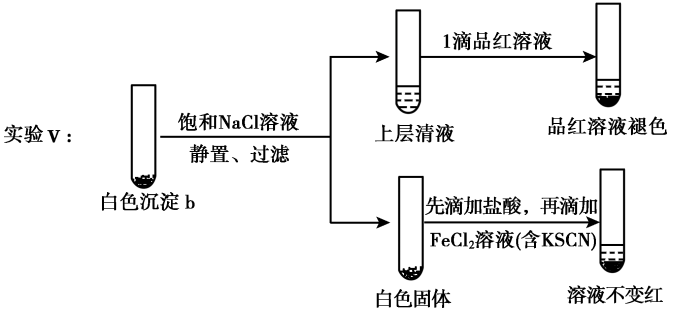 实验 V：
白色沉淀 b
饱和NaCl溶液
静置、过滤
上层清液
1滴品红溶液
品红溶液褪色
白色固体
先滴加盐酸，再滴加
FeCl₂溶液(含KSCN)
溶液不变红